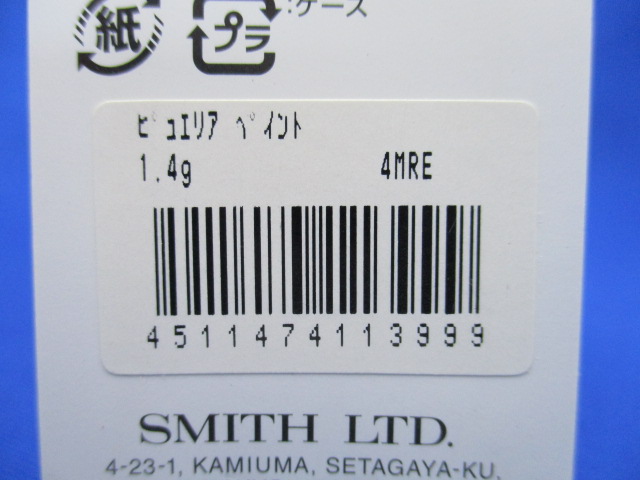 紙 プラ :ケース
ピュエリア ペイント
1.4g 4MRE
4511474113999
SMITH LTD.
4-23-1, KAMIUMA, SETAGAYA-KU,